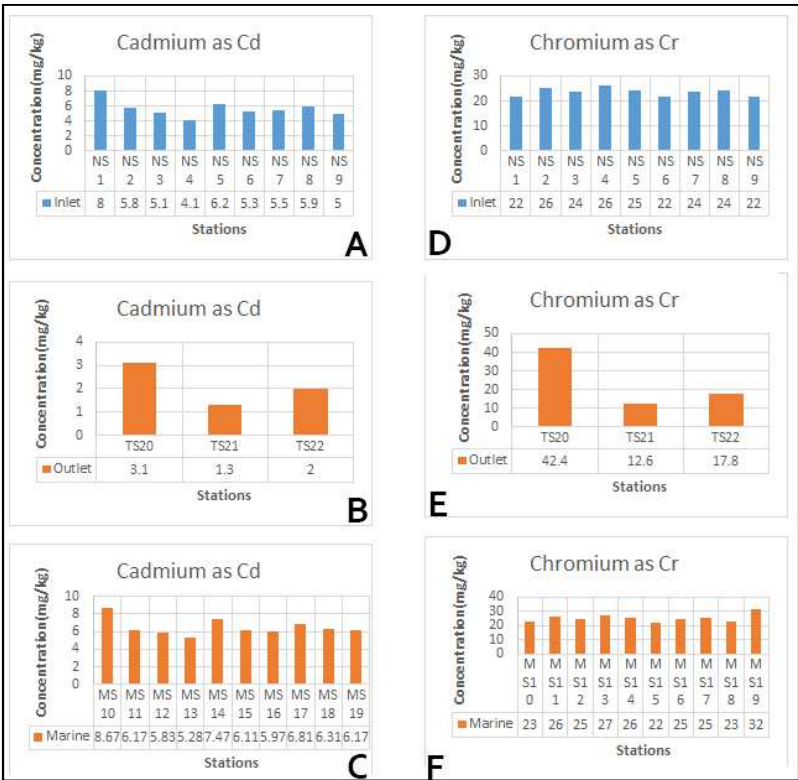 Cadmium as Cd
Concentration(mg/kg)
10
8
6
4
2
0
NS NS NS NS NS NS NS NS NS
1 2 3 4 5 6 7 8 9
Inlet 8 5.8 5.1 4.1 6.2 5.3 5.5 5.9 5
Stations
A
Chromium as Cr
Concentration(mg/kg)
30
20
10
0
NS NS NS NS NS NS NS NS NS
1 2 3 4 5 6 7 8 9
Inlet 22 26 24 26 25 22 24 24 22
Stations
D
Cadmium as Cd
Concentration(mg/kg)
4
3
2
1
0
TS20 TS21 TS22
Outlet 3.1 1.3 2
Stations
B
Chromium as Cr
Concentration(mg/kg)
50
40
30
20
10
0
TS20 TS21 TS22
Outlet 42.4 12.6 17.8
Stations
E
Cadmium as Cd
Concentration(mg/kg)
10
8
6
4
2
0
MS MS MS MS MS MS MS MS MS MS
10 11 12 13 14 15 16 17 18 19
Marine 8.67 6.17 5.83 5.28 7.47 6.11 5.97 6.81 6.31 6.17
Stations
C
Chromium as Cr
Concentration(mg/kg)
40
30
20
10
0
M M M M M M M M M M
S1 S1 S1 S1 S1 S1 S1 S1 S1 S1
0 1 2 3 4 5 6 7 8 9
Marine 23 26 25 27 26 22 25 25 23 32
Stations
F